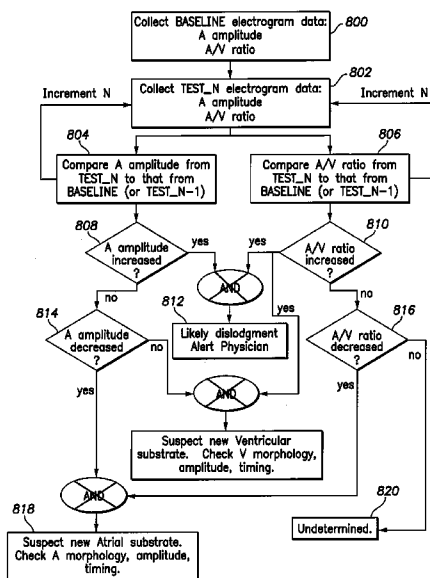 Collect BASELINE electrogram data:
A amplitude
A/V ratio
800
Collect TEST_N electrogram data:
A amplitude
A/V ratio
802
Increment N
Increment N
804
806
Compare A amplitude from
TEST_N to that from
BASELINE (or TEST_N-1)
Compare A/V ratio from
TEST_N to that from
BASELINE (or TEST_N-1)
808
810
A amplitude
increased
?
yes
yes
A/V ratio
increased
?
AND
no
yes
no
812
814
816
A amplitude
decreased
?
no
Likely dislodgment
Alert Physician
A/V ratio
decreased
?
no
yes
AND
yes
Suspect new Ventricular
substrate. Check V morphology,
amplitude, timing.
AND
818
820
Suspect new Atrial substrate.
Check A morphology, amplitude,
timing.
Undetermined.